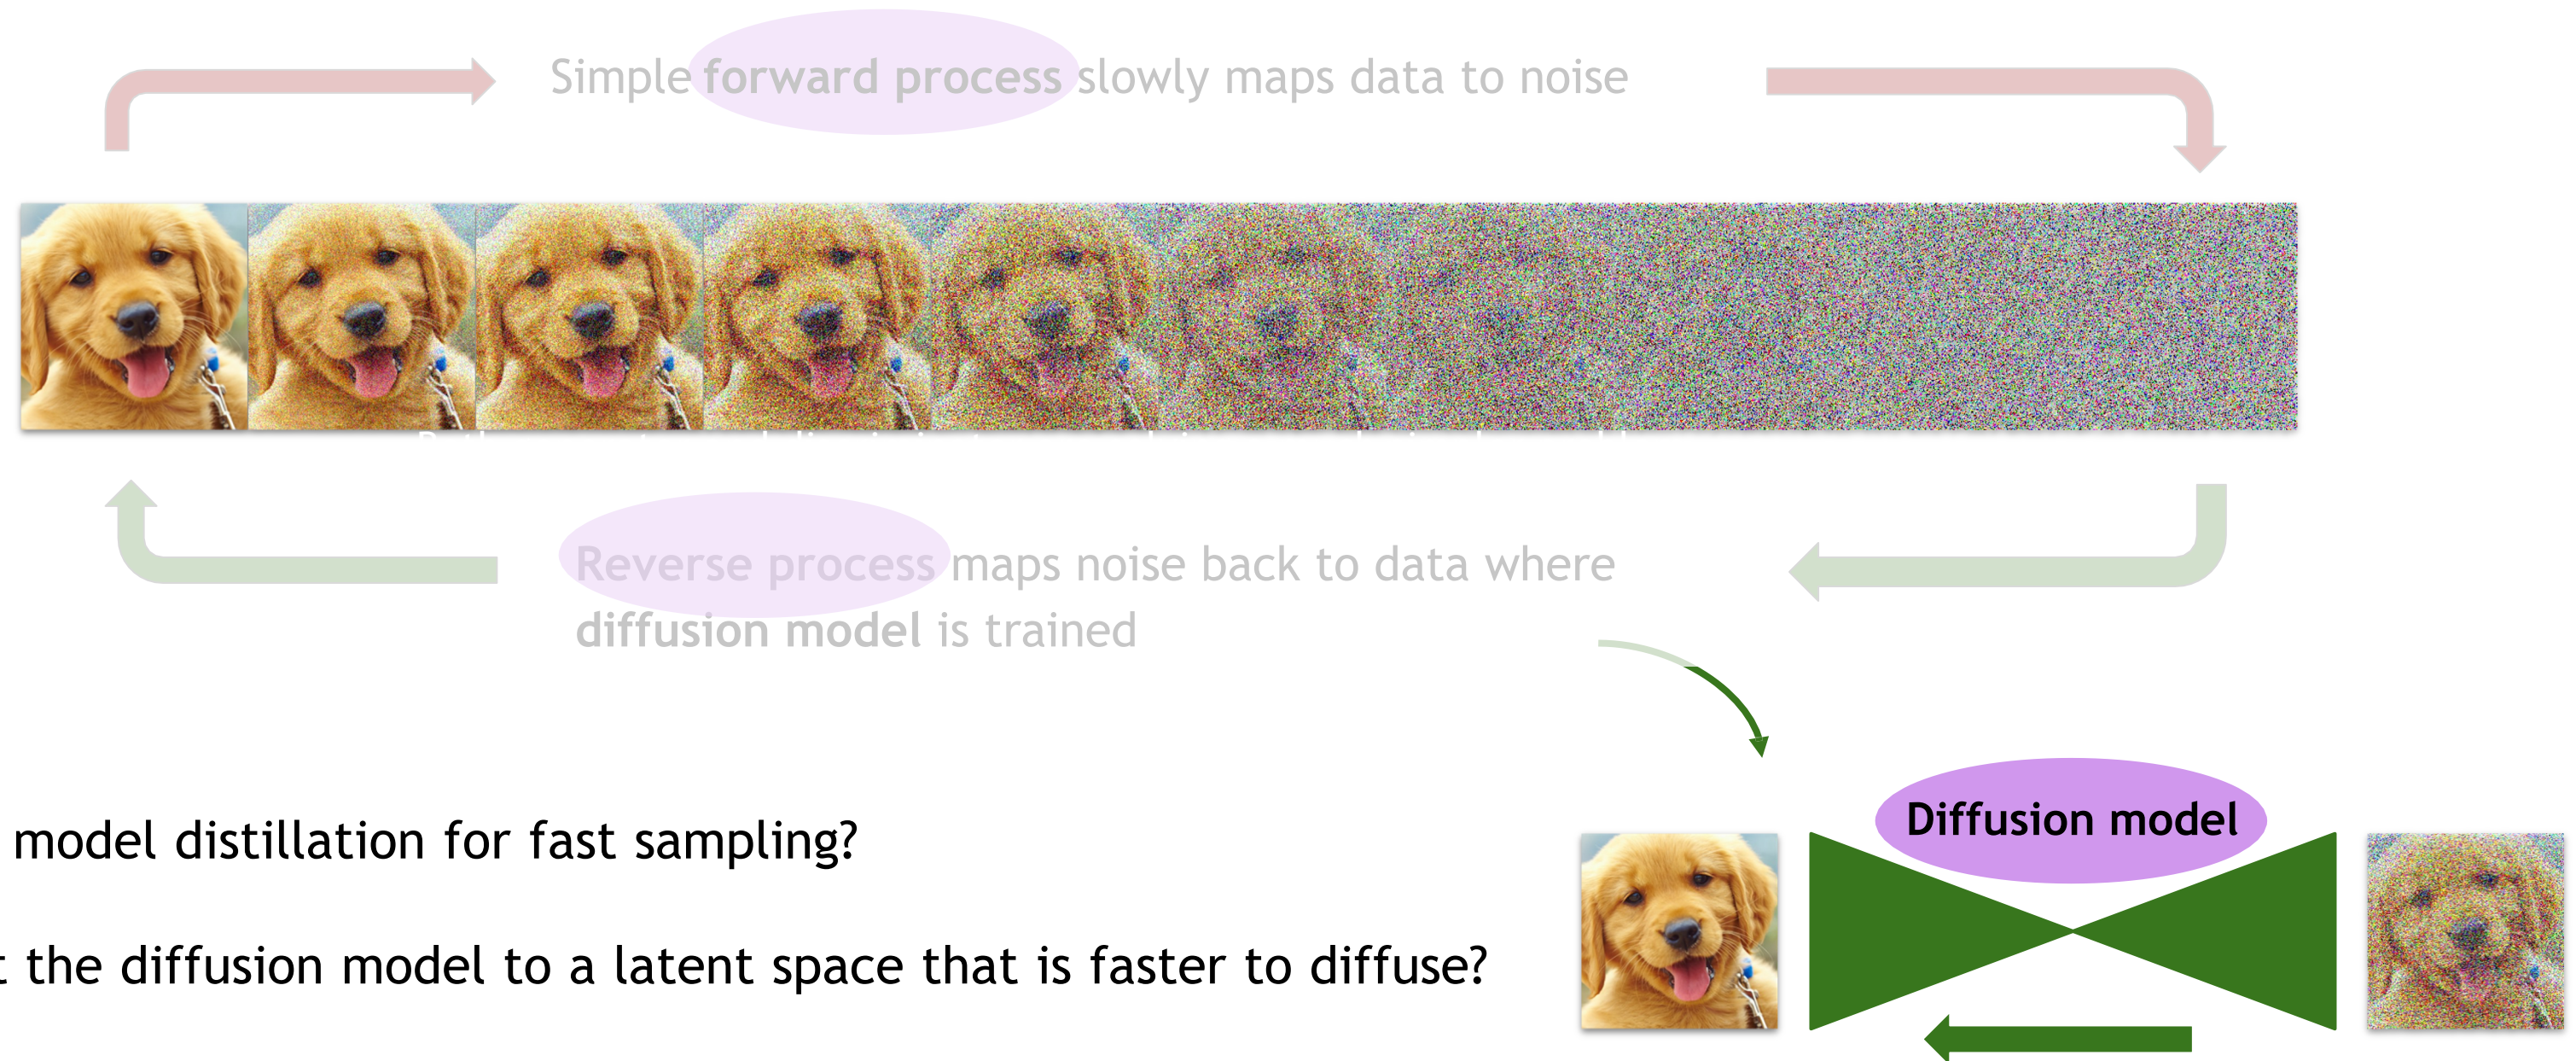 Simple forward process slowly maps data to noise
Reverse process maps noise back to data where
diffusion model is trained
Diffusion model
model distillation for fast sampling?
the diffusion model to a latent space that is faster to diffuse?